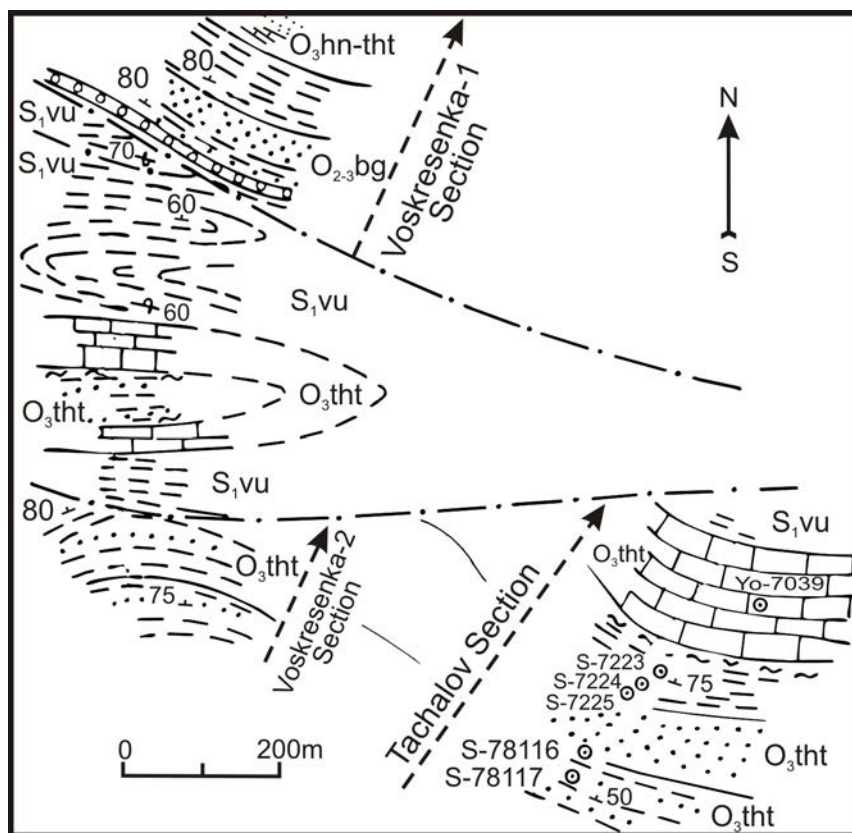 O₃hn-tht
80
80
S₁vu
S₁vu
70
O₂₋₃bg
60
Voskresenka-1
Section
N
S
S₁vu
60
O₃tht
O₃tht
S₁vu
80
O₃tht
75
Voskresenka-2
Section
Tachalov Section
S₁vu
O₃tht
Yo-7039
S-7223
S-7224
S-7225
75
S-78116
S-78117
O₃tht
50
O₃tht
0 200m